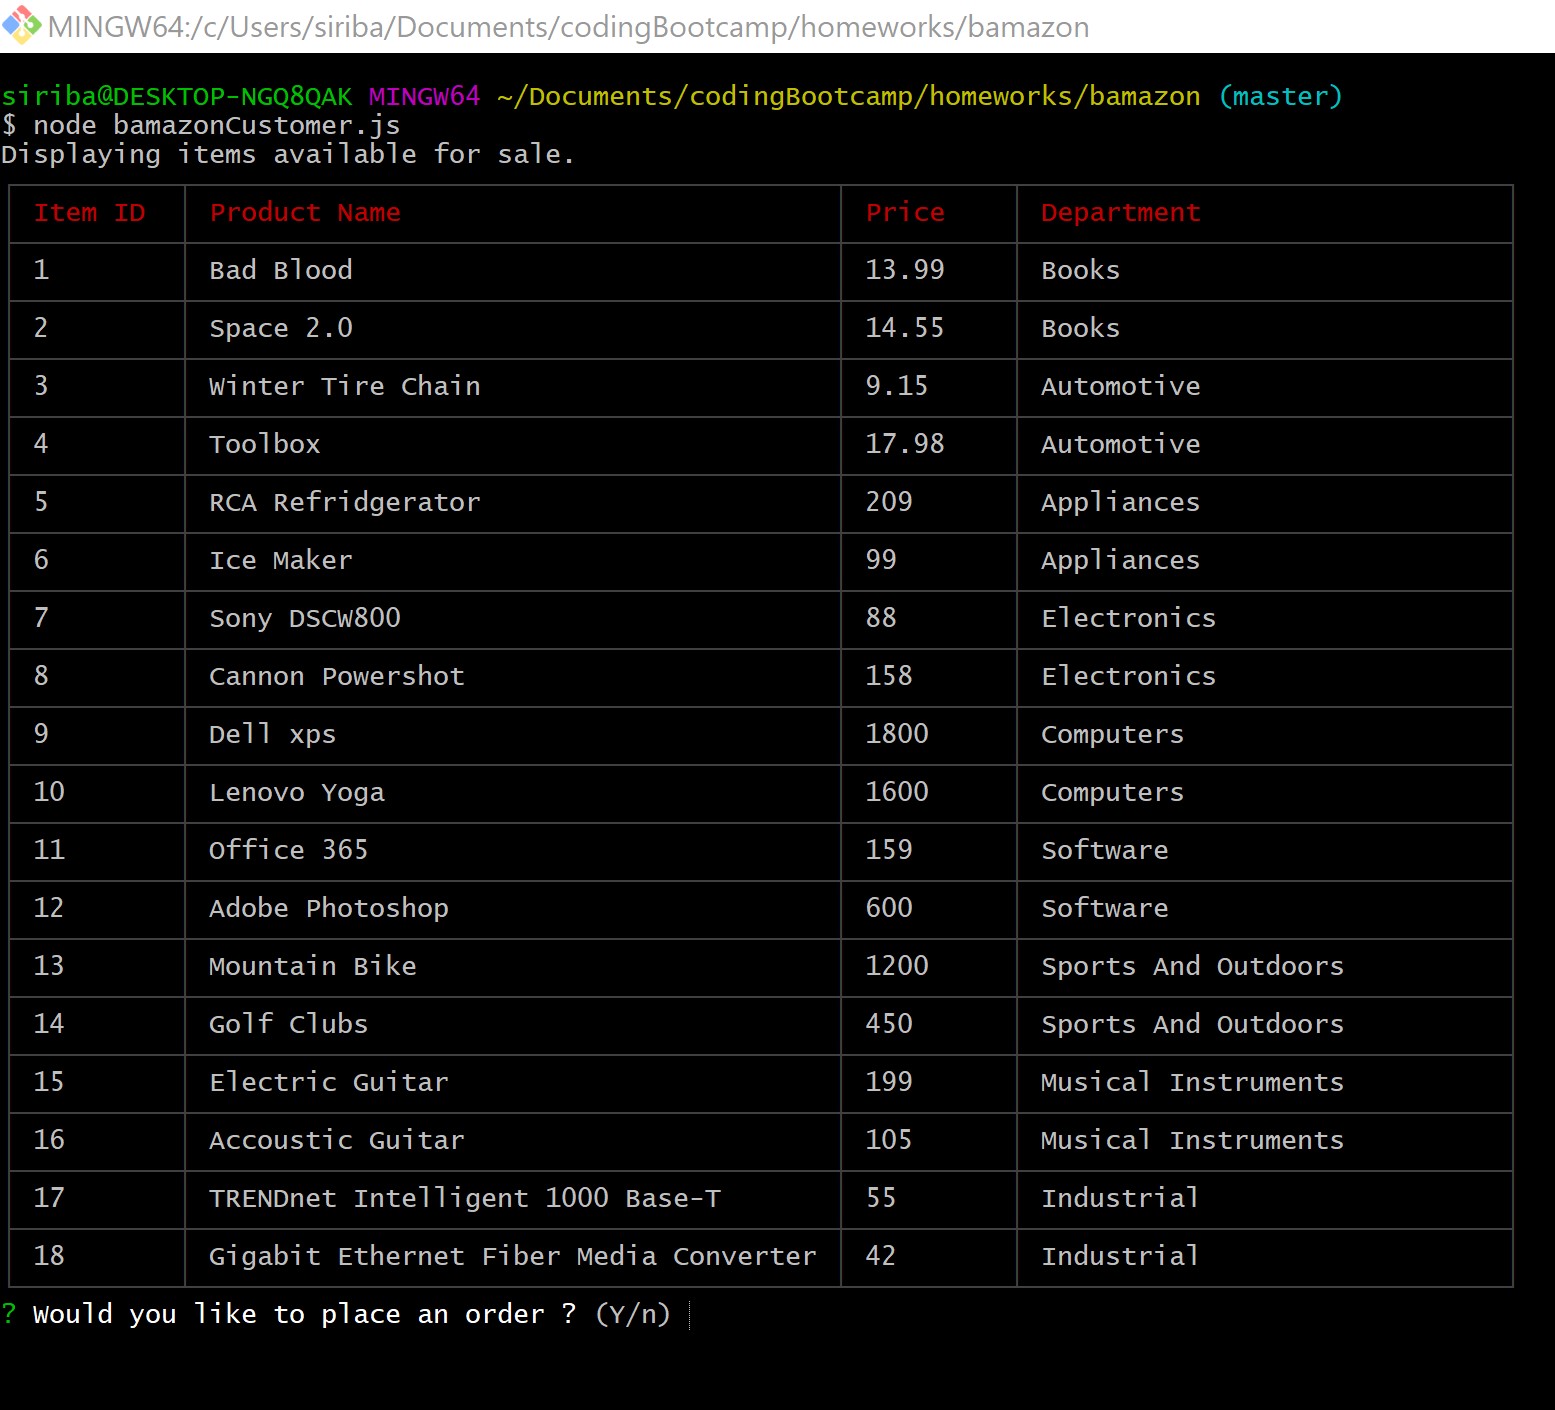 MINGW64:/c/Users/siriba/Documents/codingBootcamp/homeworks/bamazon
siriba@DESKTOP-NGQ8QAK MINGW64 ~/Documents/codingBootcamp/homeworks/bamazon (master)
$ node bamazonCustomer.js
Displaying items available for sale.
Item ID Product Name Price Department
1 Bad Blood 13.99 Books
2 Space 2.0 14.55 Books
3 Winter Tire Chain 9.15 Automotive
4 Toolbox 17.98 Automotive
5 RCA Refridgerator 209 Appliances
6 Ice Maker 99 Appliances
7 Sony DSCW800 88 Electronics
8 Cannon Powershot 158 Electronics
9 Dell xps 1800 Computers
10 Lenovo Yoga 1600 Computers
11 Office 365 159 Software
12 Adobe Photoshop 600 Software
13 Mountain Bike 1200 Sports And Outdoors
14 Golf Clubs 450 Sports And Outdoors
15 Electric Guitar 199 Musical Instruments
16 Accoustic Guitar 105 Musical Instruments
17 TRENDnet Intelligent 1000 Base-T 55 Industrial
18 Gigabit Ethernet Fiber Media Converter 42 Industrial
? Would you like to place an order ? (Y/n)